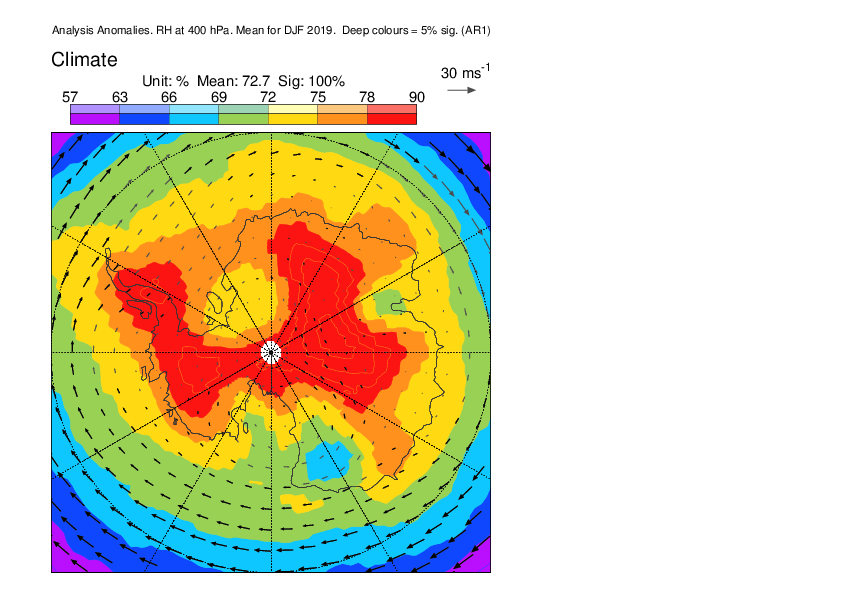 Analysis Anomalies. RH at 400 hPa. Mean for DJF 2019. Deep colours = 5% sig. (AR1)
Climate
30 ms-1
Unit: % Mean: 72.7 Sig: 100%
57 63 66 69 72 75 78 90